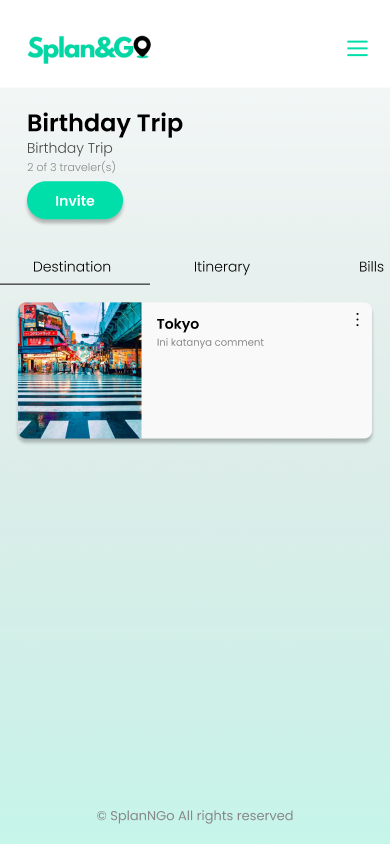 Splan&GO
Birthday Trip
Birthday Trip
2 of 3 traveler(s)
Invite
Destination
Itinerary
Bills
Tokyo
Ini katanya comment
© SplanNGo All rights reserved